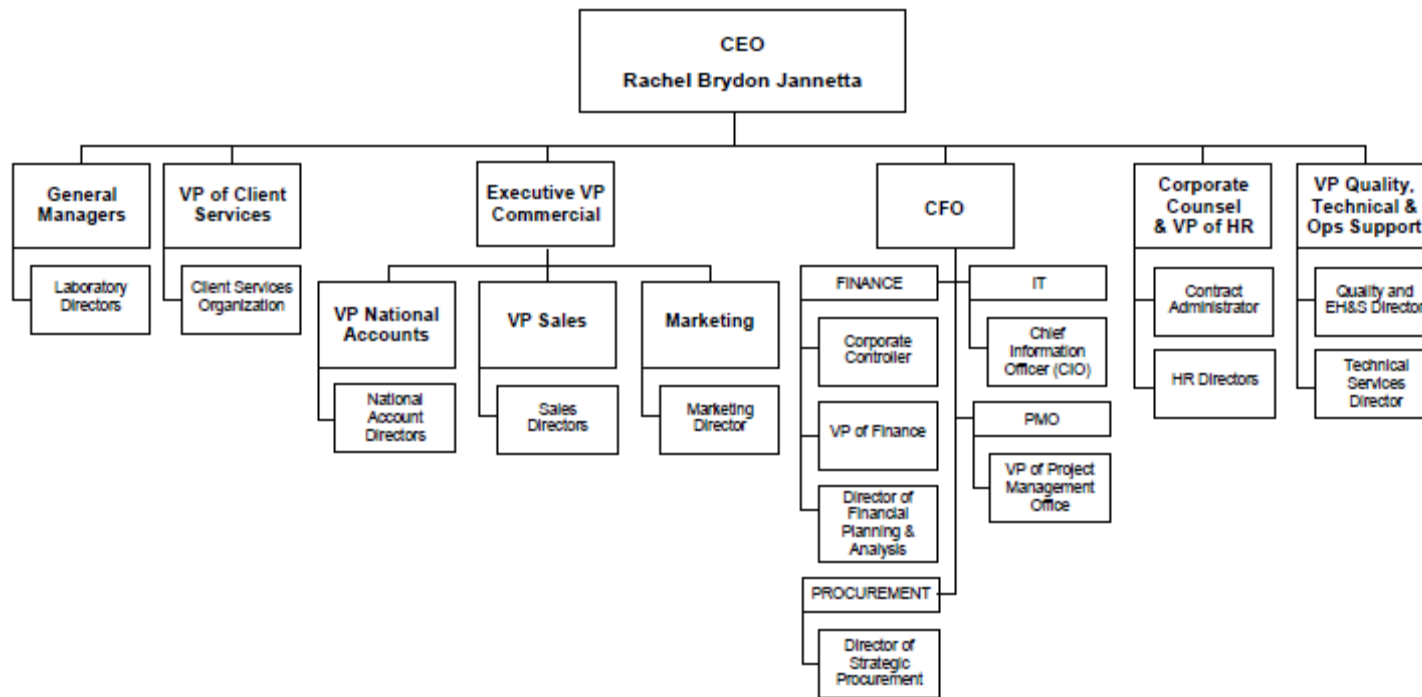 CEO
Rachel Brydon Jannetta
General
Managers
Laboratory
Directors
VP of Client
Services
Client Services
Organization
Executive VP
Commercial
VP National
Accounts
National
Account
Directors
VP Sales
Sales
Directors
Marketing
Marketing
Director
CFO
FINANCE
Corporate
Controller
VP of Finance
Director of
Financial
Planning &
Analysis
PROCUREMENT
Director of
Strategic
Procurement
IT
Chief
Information
Officer (CIO)
PMO
VP of Project
Management
Office
Corporate
Counsel
& VP of HR
Contract
Administrator
HR Directors
VP Quality,
Technical &
Ops Support
Quality and
EH&S Director
Technical
Services
Director